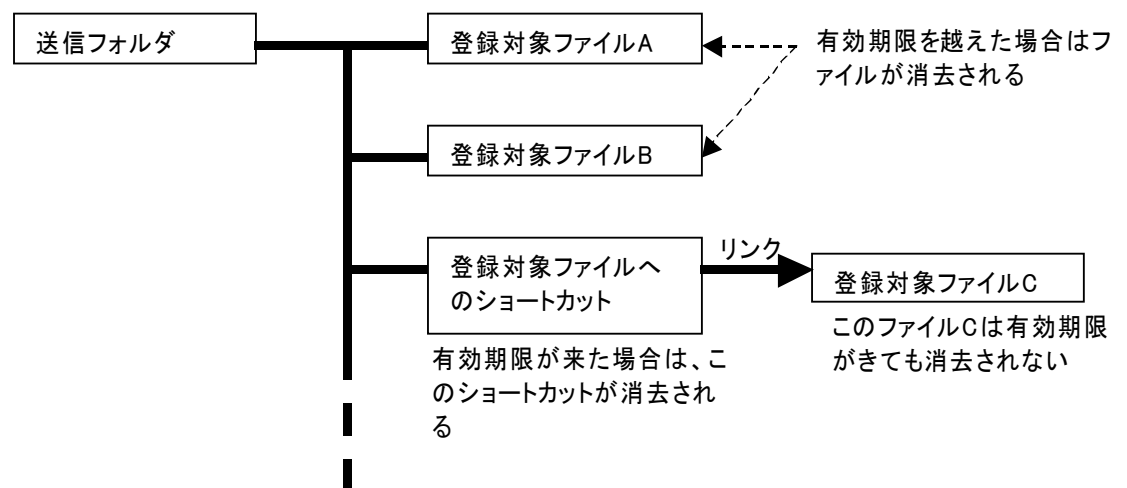 送信フォルダ
登録対象ファイルA
有効期限を越えた場合はフ
ァイルが消去される
登録対象ファイルB
登録対象ファイルへ
のショートカット
リンク
登録対象ファイルC
このファイルCは有効期限
がきても消去されない
有効期限が来た場合は、こ
のショートカットが消去され
る